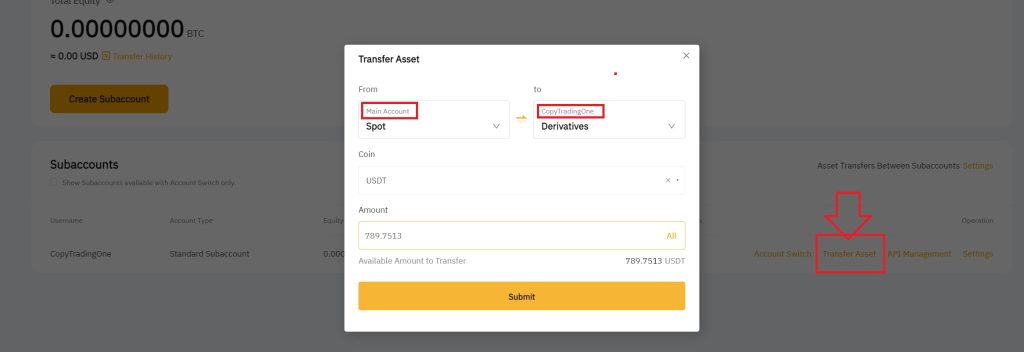 Total Equity
0.00000000 BTC
≈ 0.00 USD Transfer History
Create Subaccount
Transfer Asset
From
to
Main Account
Spot
CopyTradingOne
Derivatives
Coin
USDT
Amount
789.7513 All
Available Amount to Transfer 789.7513 USDT
Submit
Subaccounts
Show Subaccounts available with Account Switch only.
Asset Transfers Between Subaccounts Settings
Username Account Type Equity Operation
CopyTradingOne Standard Subaccount 0.000 Account Switch Transfer Asset API Management Settings